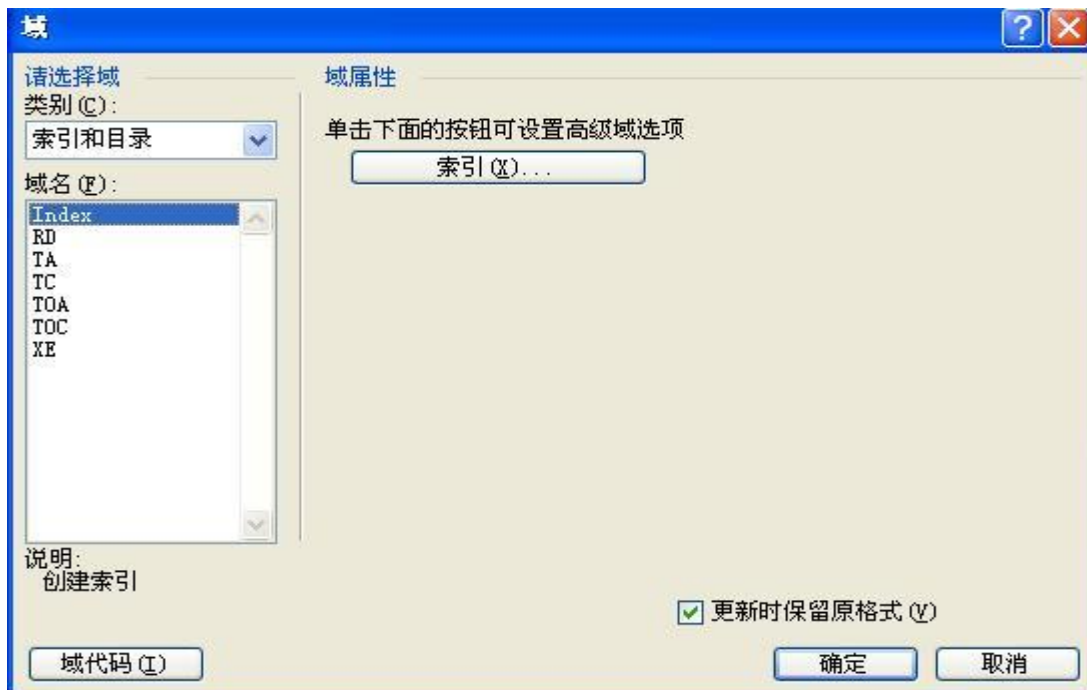 域
请选择域
类别(C):
索引和目录
域名(F):
Index
RD
TA
TC
TOA
TOC
XE
说明:
创建索引
域属性
单击下面的按钮可设置高级域选项
索引(X)...
更新时保留原格式(V)
域代码(I)
确定
取消